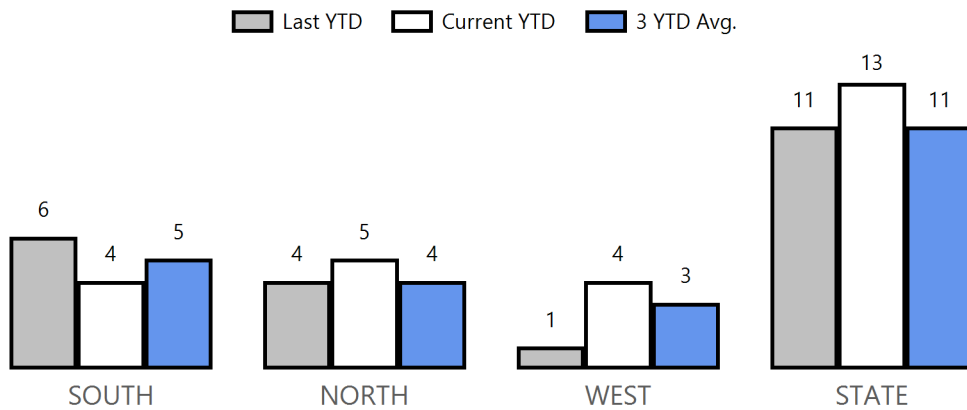 Last YTD Current YTD 3 YTD Avg.
13
11 11
6
5 5
4 4 4 4
3
1
SOUTH NORTH WEST STATE